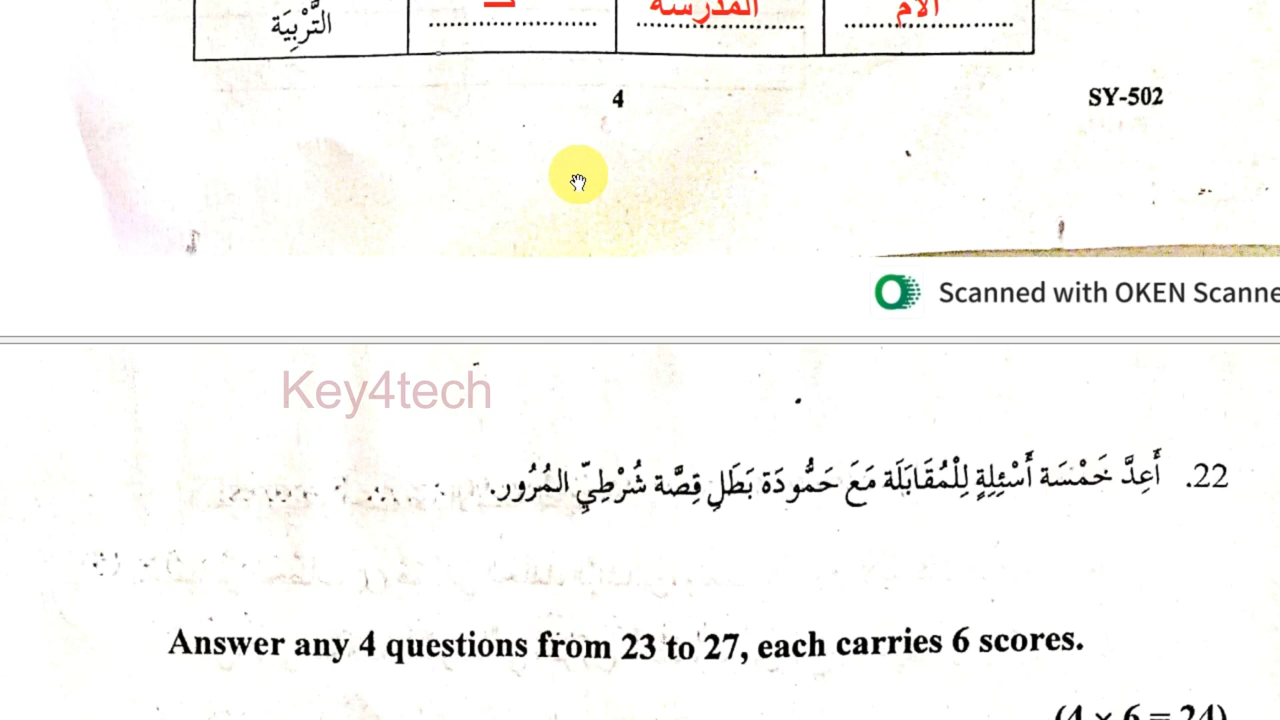 الأم
المدرسة
التَّرْبِيَة
4
SY-502
Scanned with OKEN Scanne
Key4tech
22. أَعِدَّ خَمْسَة أَسْئِلَةٍ لِلْمُقَابَلَة مَعَ حَمُّودَة بَطَلِ قِصَّة شُرْطِيِّ المُرُور.
Answer any 4 questions from 23 to 27, each carries 6 scores.
(4 × 6 = 24)